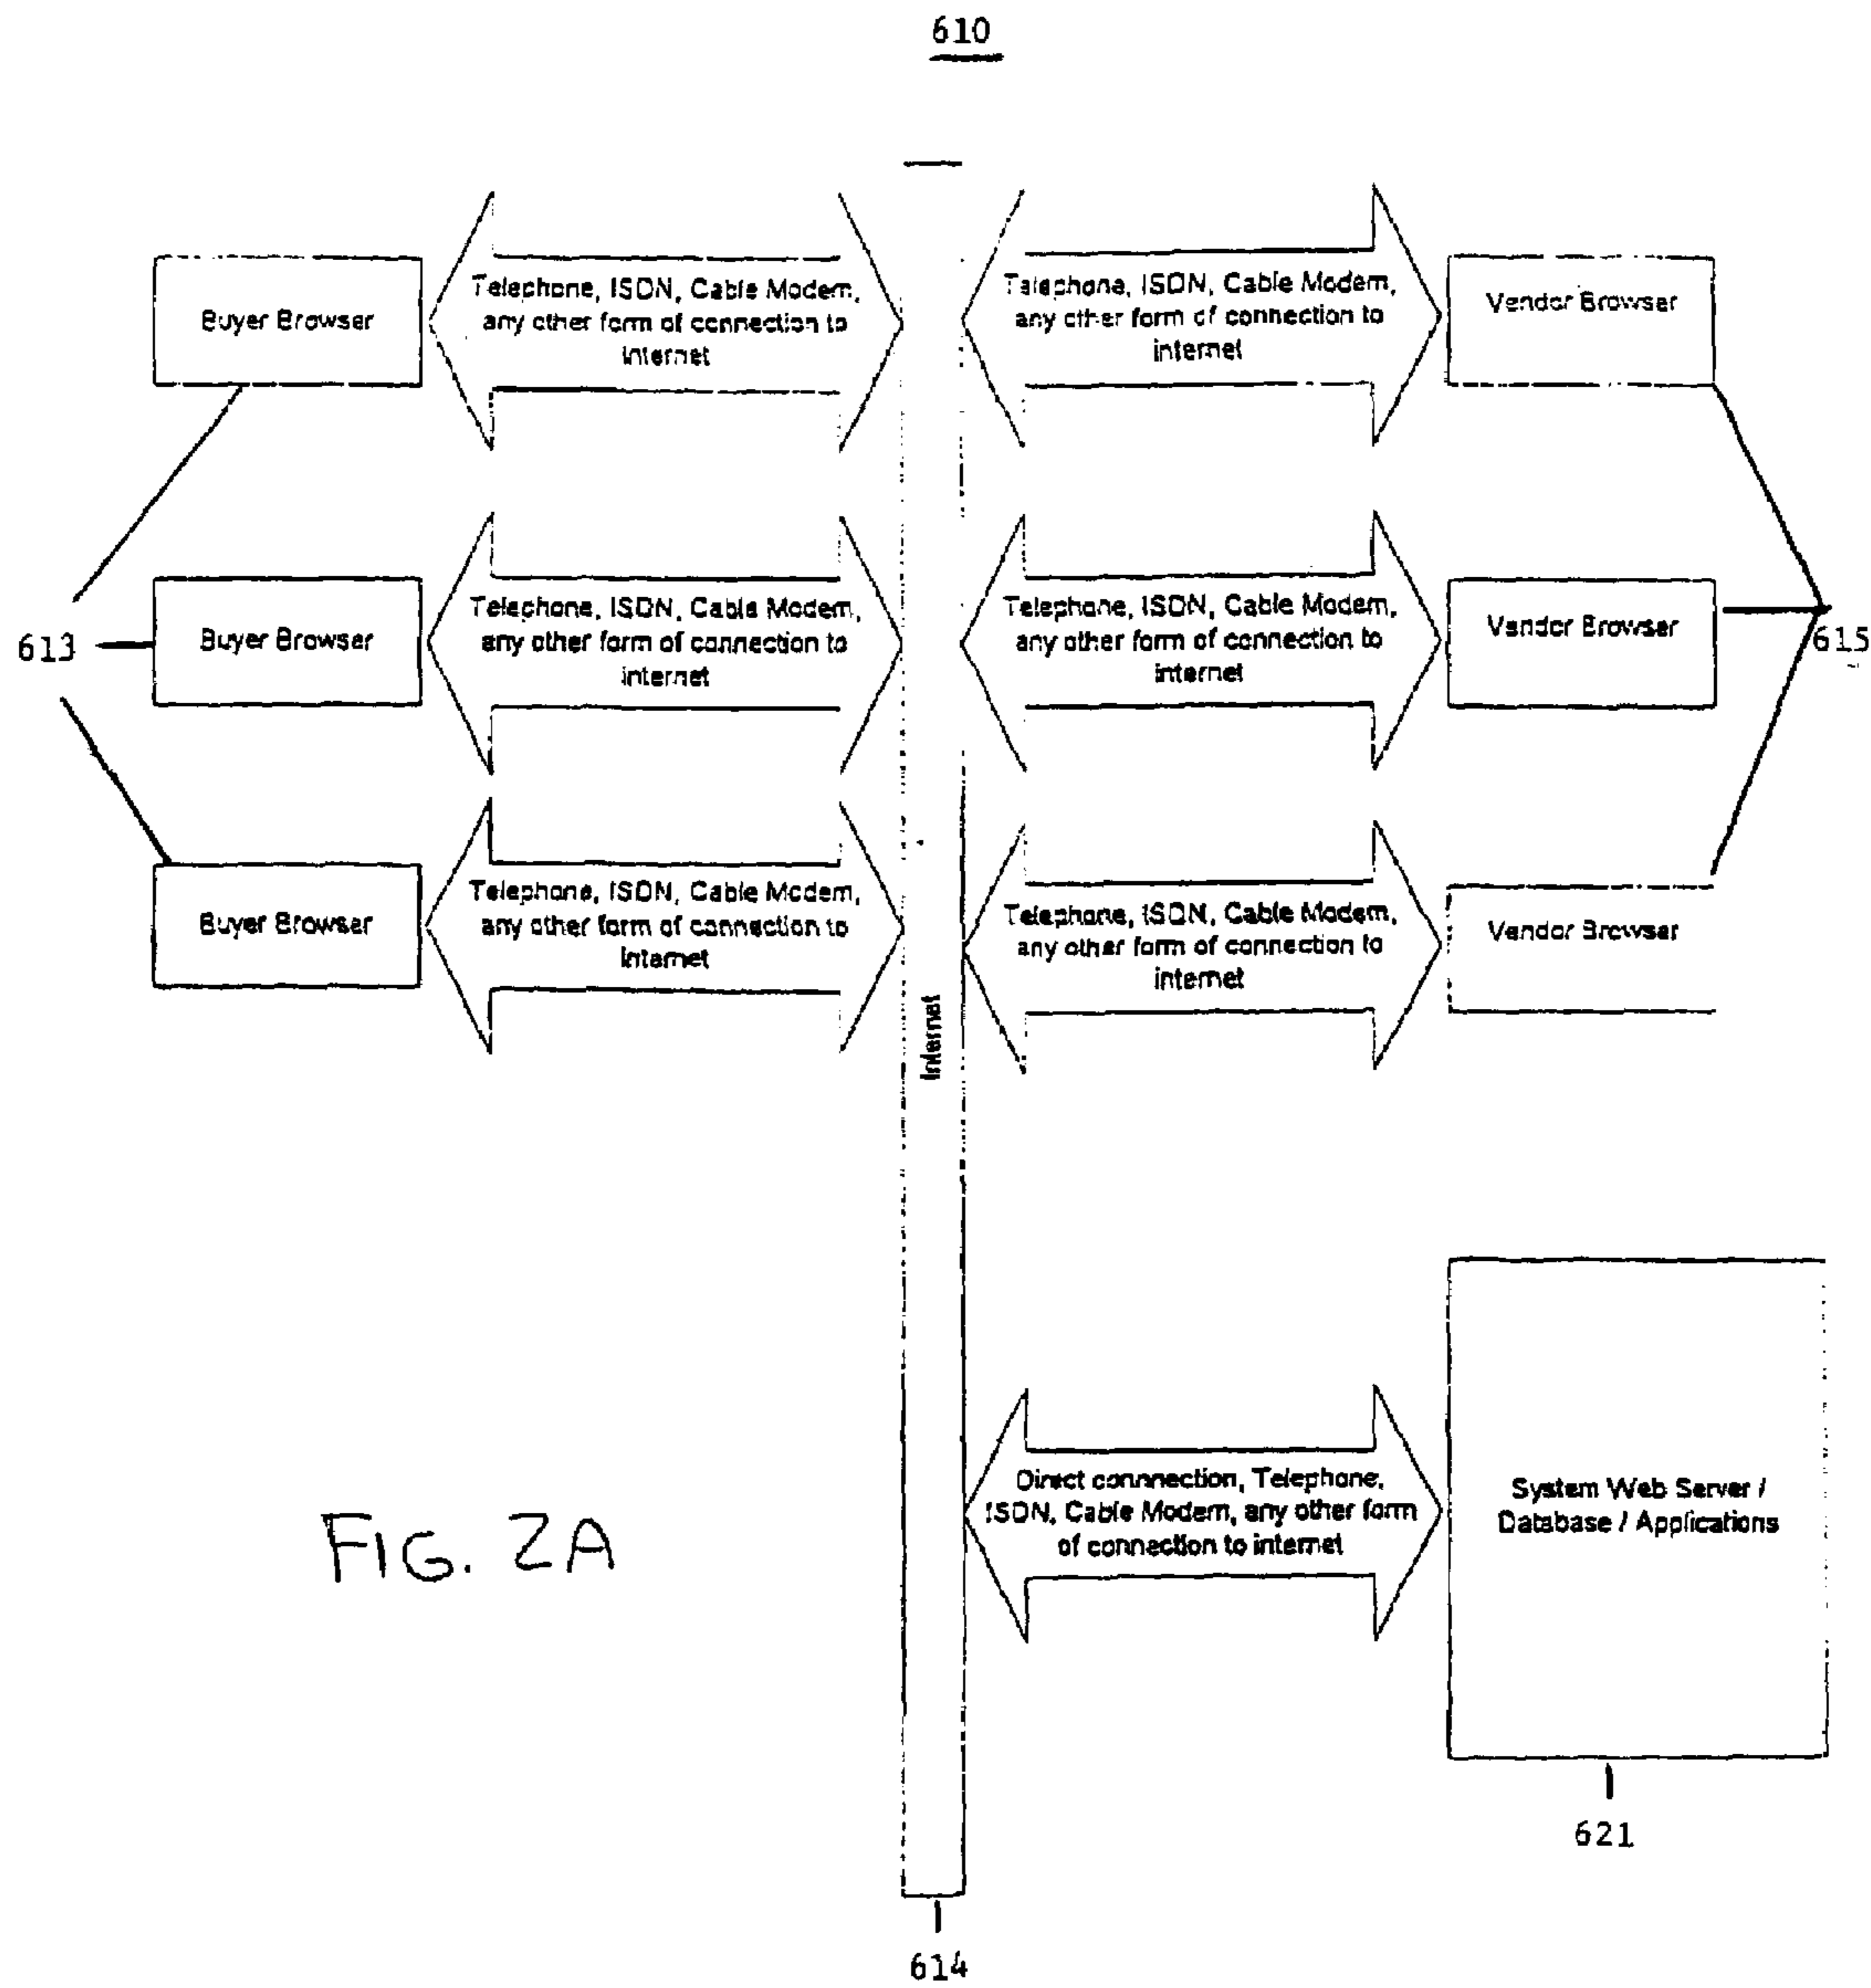 610
Buyer Browser
Telephone, ISDN, Cable Modem,
any other form of connection to
internet
Telephone, ISDN, Cable Modem,
any other form of connection to
internet
Vendor Browser
613
Buyer Browser
Telephone, ISDN, Cable Modem,
any other form of connection to
internet
Telephone, ISDN, Cable Modem,
any other form of connection to
internet
Vendor Browser
615
Buyer Browser
Telephone, ISDN, Cable Modem,
any other form of connection to
internet
Telephone, ISDN, Cable Modem,
any other form of connection to
internet
Vendor Browser
Internet
Direct connnection, Telephone,
ISDN, Cable Modem, any other form
of connection to internet
System Web Server /
Database / Applications
FIG. 2A
621
614